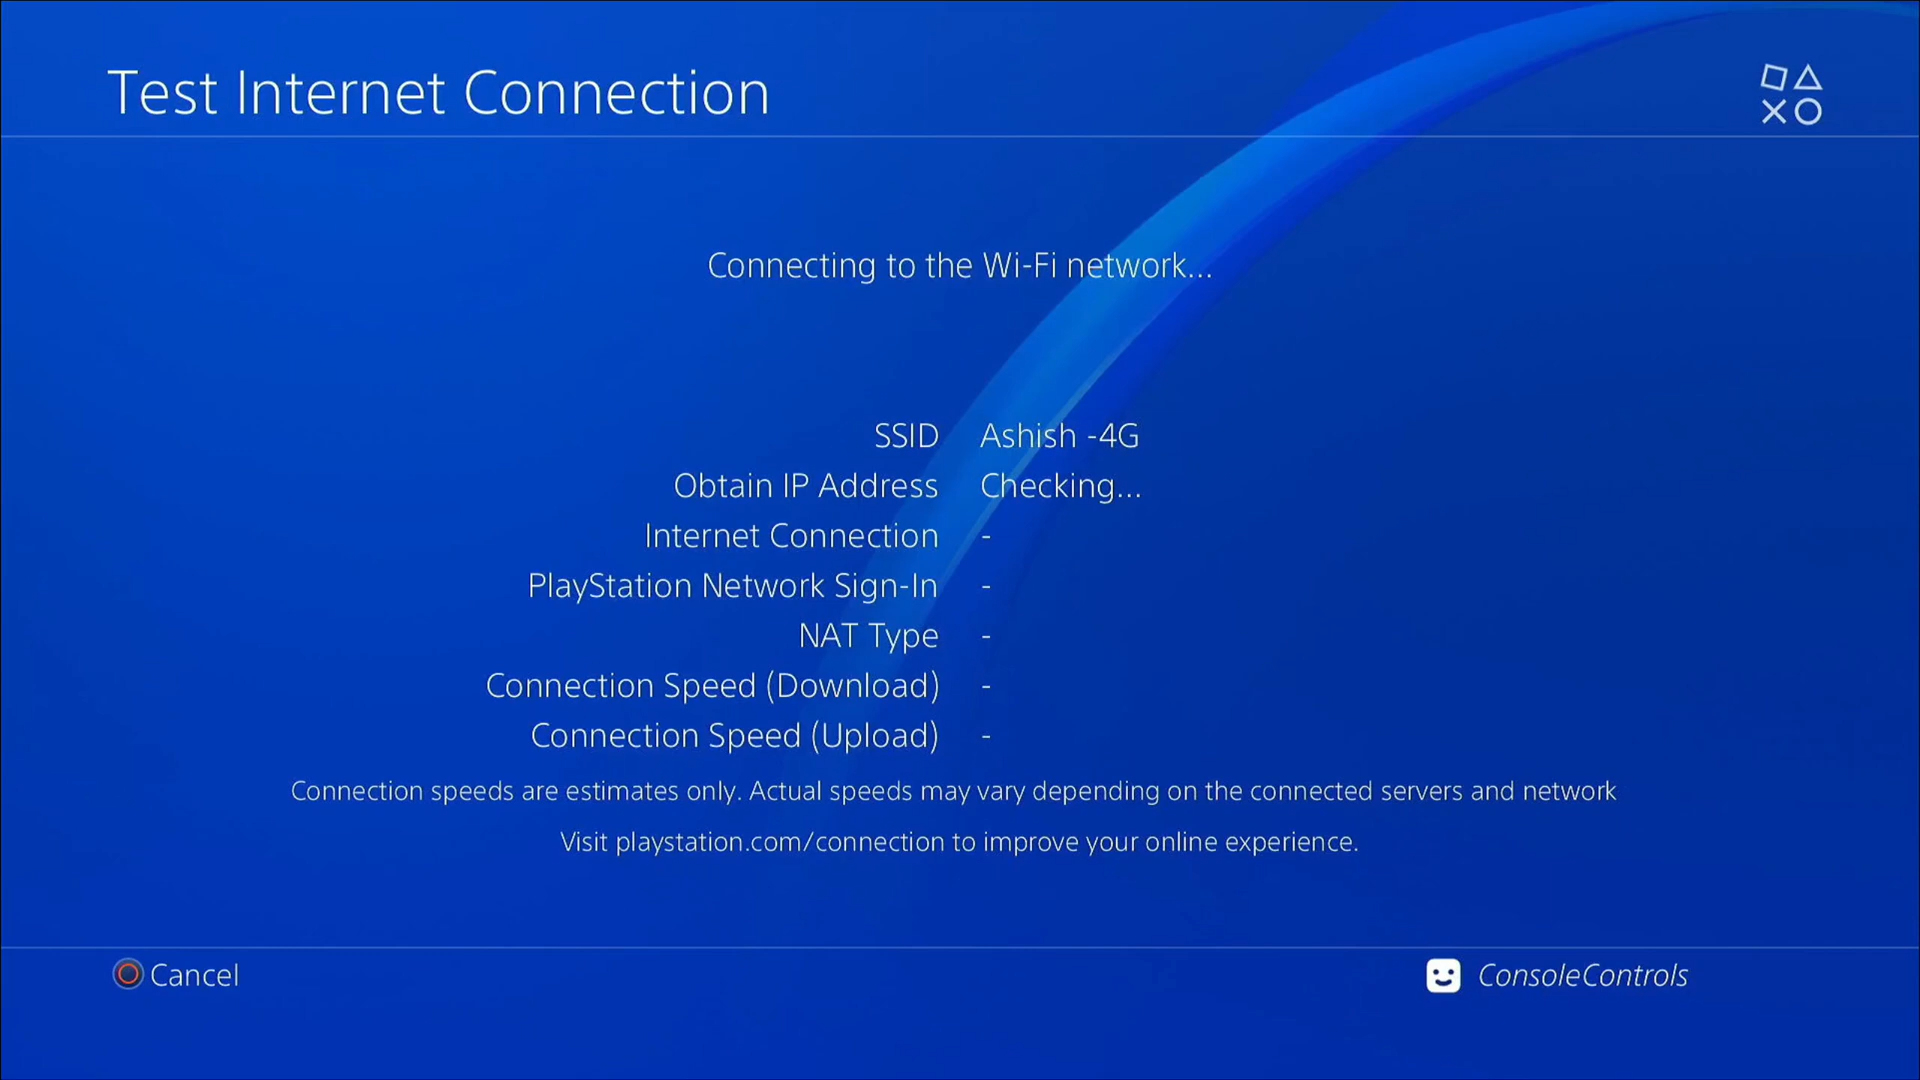 Test Internet Connection
Connecting to the Wi-Fi network...
SSID Ashish -4G
Obtain IP Address Checking...
Internet Connection -
PlayStation Network Sign-In -
NAT Type -
Connection Speed (Download) -
Connection Speed (Upload) -
Connection speeds are estimates only. Actual speeds may vary depending on the connected servers and network
Visit playstation.com/connection to improve your online experience.
Cancel
ConsoleControls